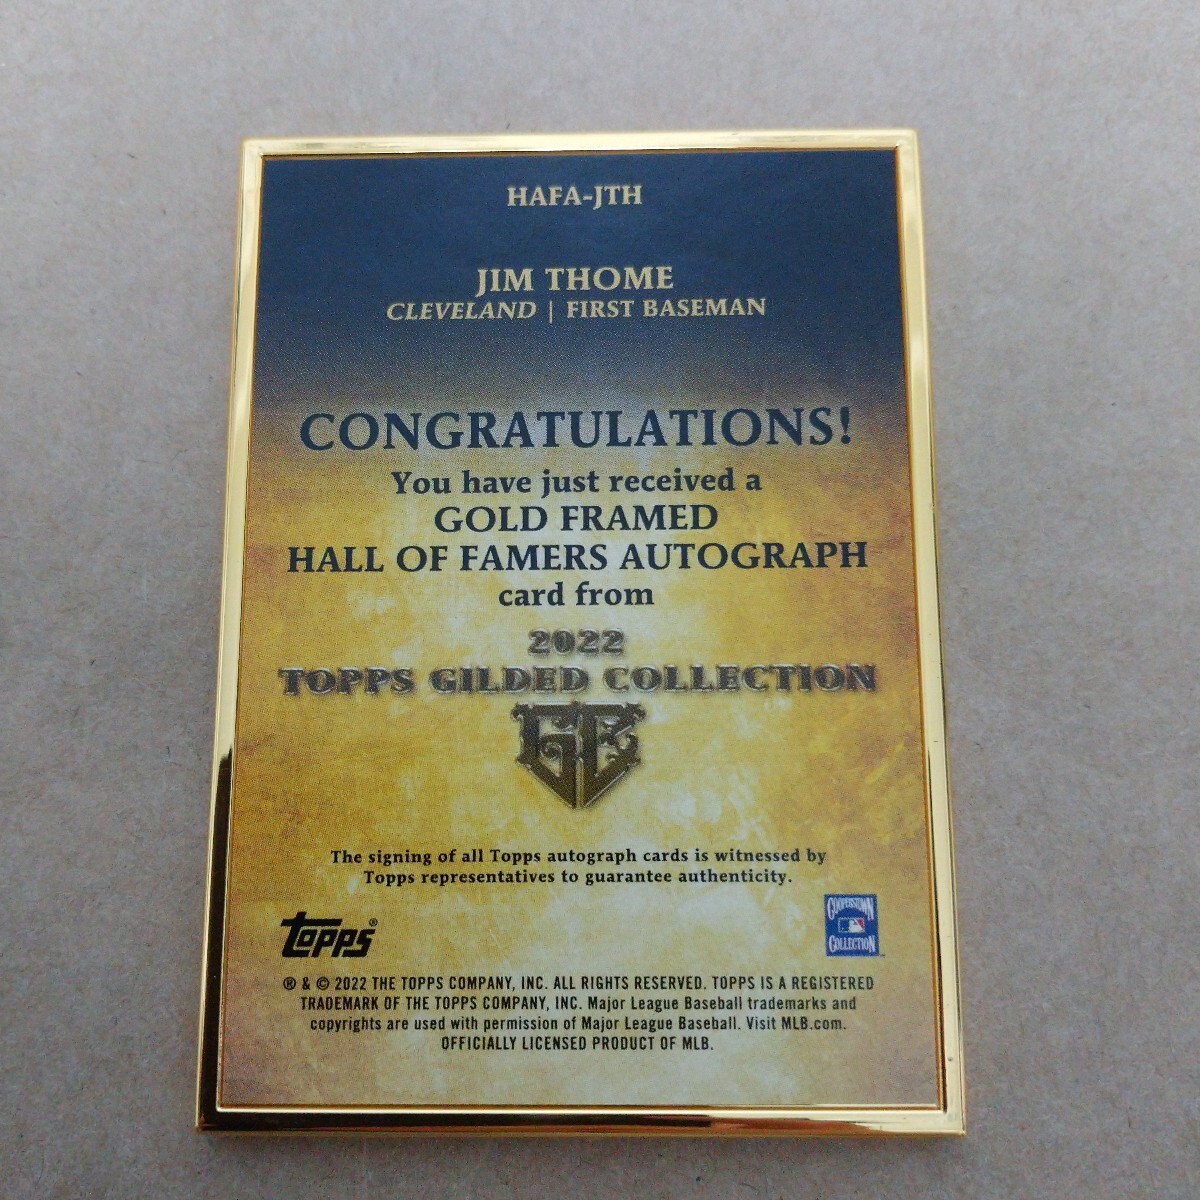 HAFA-JTH
JIM THOME
CLEVELAND | FIRST BASEMAN
CONGRATULATIONS!
You have just received a
GOLD FRAMED
HALL OF FAMERS AUTOGRAPH
card from
2022
TOPPS GILDED COLLECTION
The signing of all Topps autograph cards is witnessed by
Topps representatives to guarantee authenticity.
topps®
COOPERSTOWN
COLLECTION™
® & © 2022 THE TOPPS COMPANY, INC. ALL RIGHTS RESERVED. TOPPS IS A REGISTERED
TRADEMARK OF THE TOPPS COMPANY, INC. Major League Baseball trademarks and
copyrights are used with permission of Major League Baseball. Visit MLB.com.
OFFICIALLY LICENSED PRODUCT OF MLB.